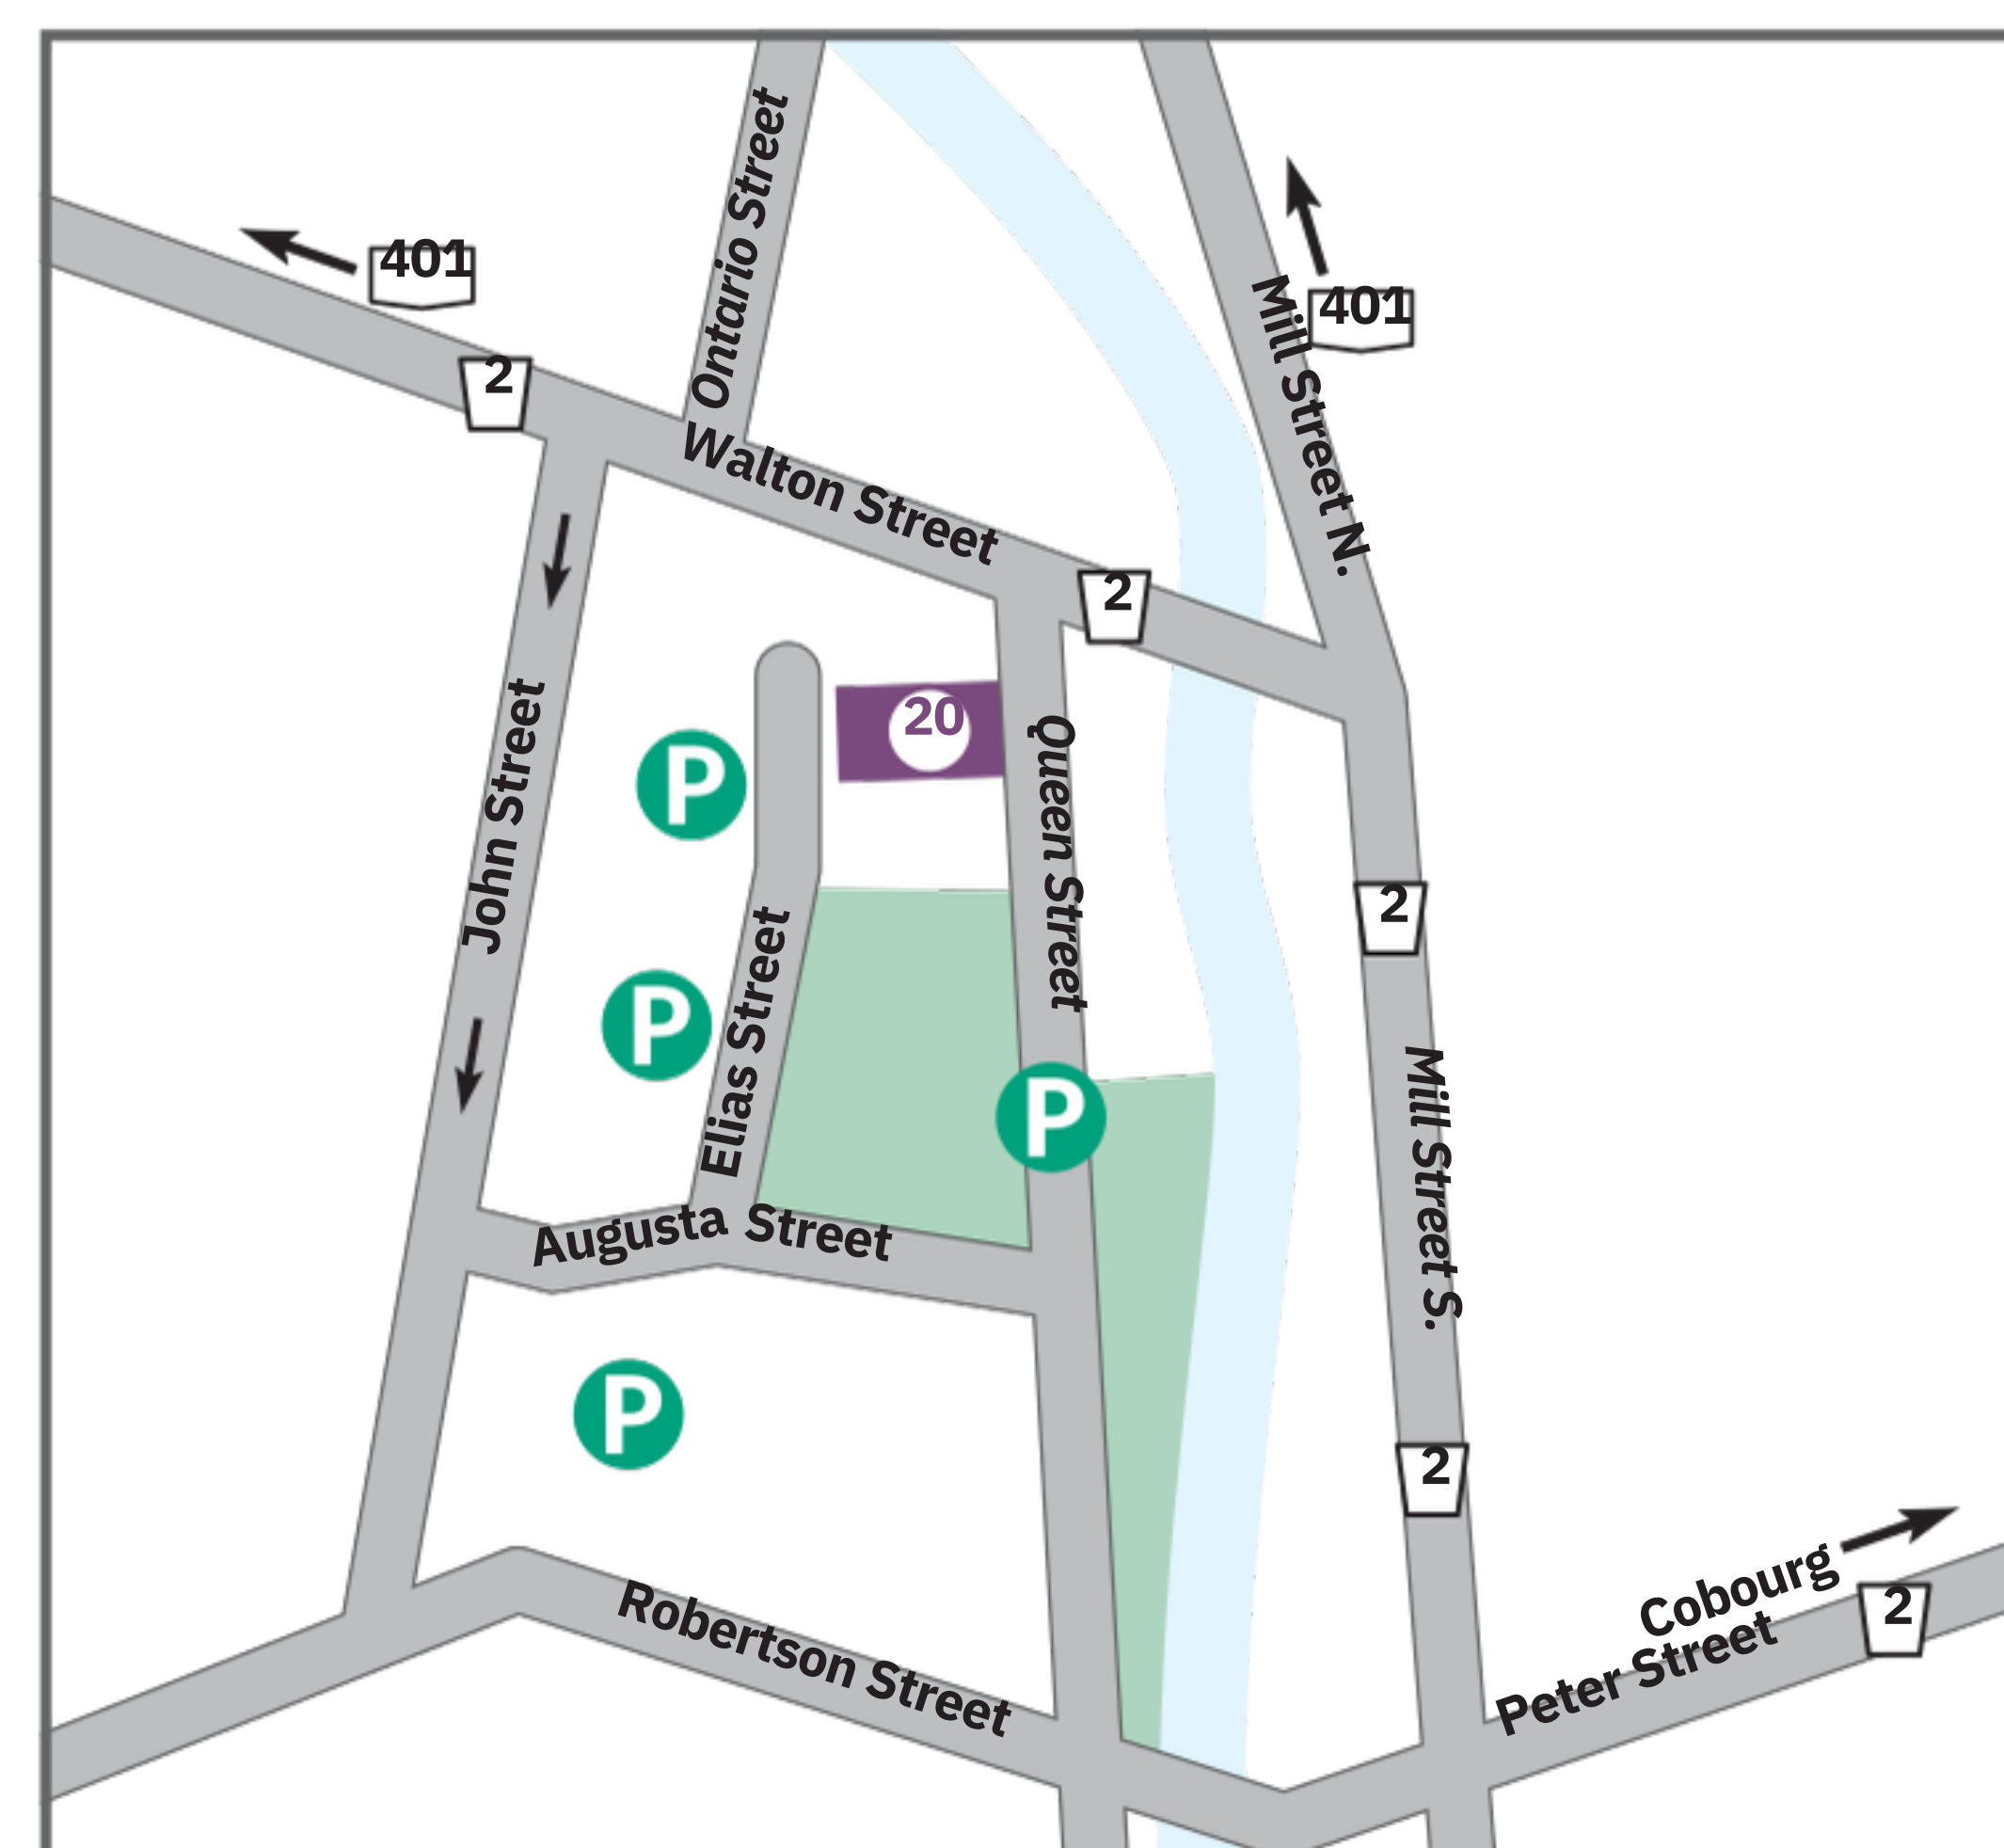 Ontario Street
401
401
Mill Street N.
2
Walton Street
2
20
P
John Street
Queen Street
2
Elias Street
P
P
Mill Street S.
Augusta Street
P
2
Cobourg
2
Peter Street
Robertson Street